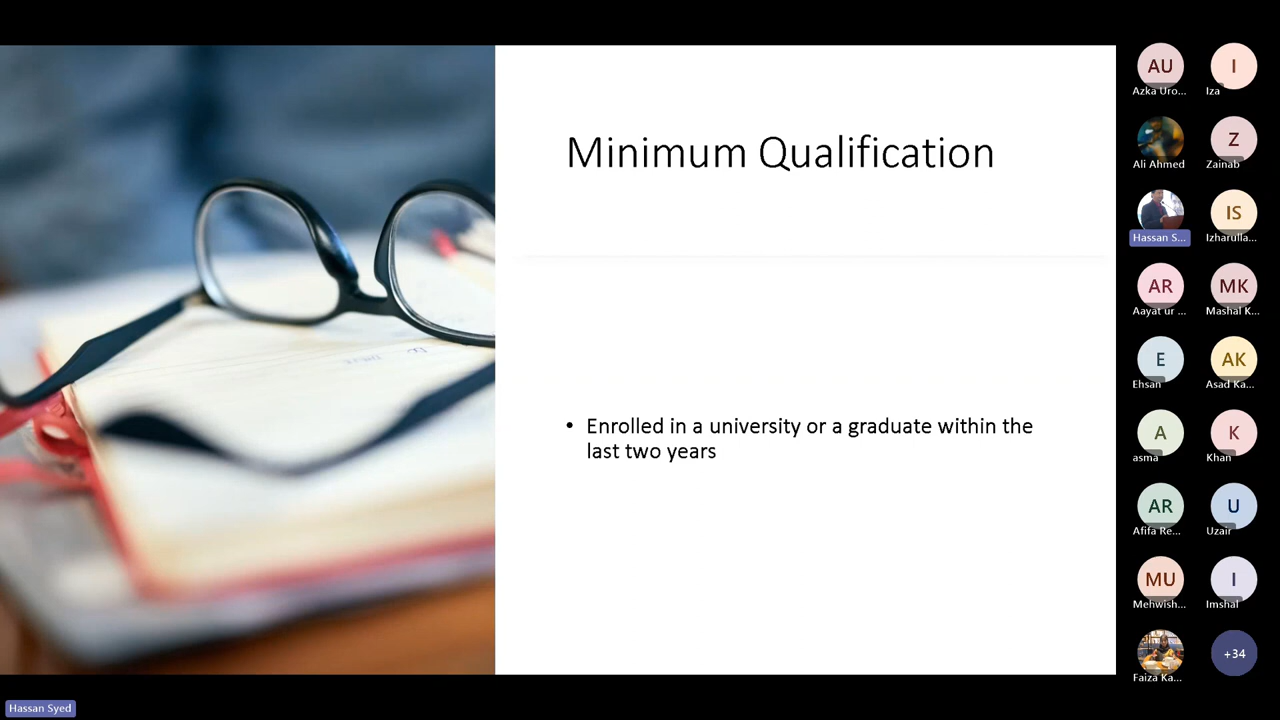 Minimum Qualification
• Enrolled in a university or a graduate within the
last two years
AU
Azka Uro...
I
Iza
Ali Ahmed
Z
Zainab
Hassan S...
IS
Izharulla...
AR
Aayat ur ...
MK
Mashal K...
E
Ehsan
AK
Asad Ka...
A
asma
K
Khan
AR
Afifa Re...
U
Uzair
MU
Mehwish...
I
Imshal
Faiza Ka...
+34
Hassan Syed